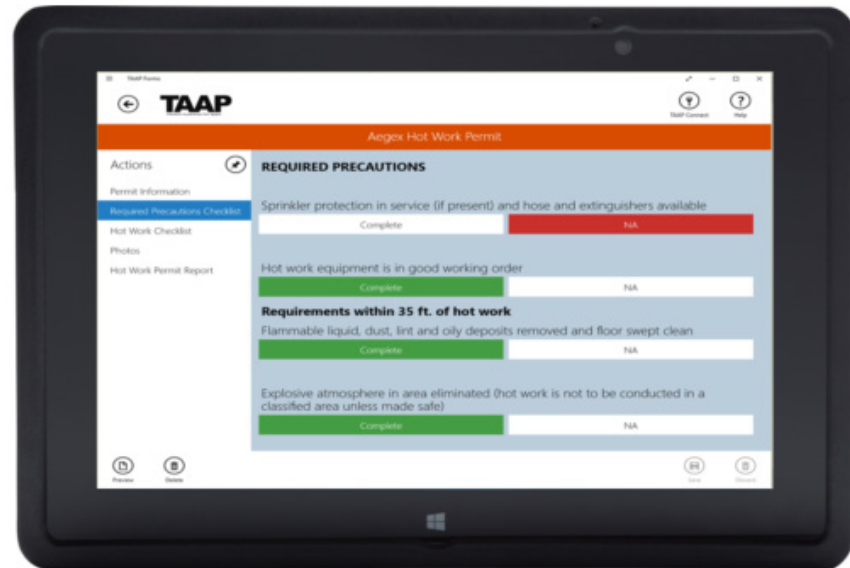 TAAP Forms
TAAP
TAAP Connect
Help
Aegex Hot Work Permit
Actions
Permit Information
Required Precautions Checklist
Hot Work Checklist
Photos
Hot Work Permit Report
REQUIRED PRECAUTIONS
Sprinkler protection in service (if present) and hose and extinguishers available
Complete NA
Hot work equipment is in good working order
Complete NA
Requirements within 35 ft. of hot work
Flammable liquid, dust, lint and oily deposits removed and floor swept clean
Complete NA
Explosive atmosphere in area eliminated (hot work is not to be conducted in a
classified area unless made safe)
Complete NA
Preview
Delete
Save
Discard